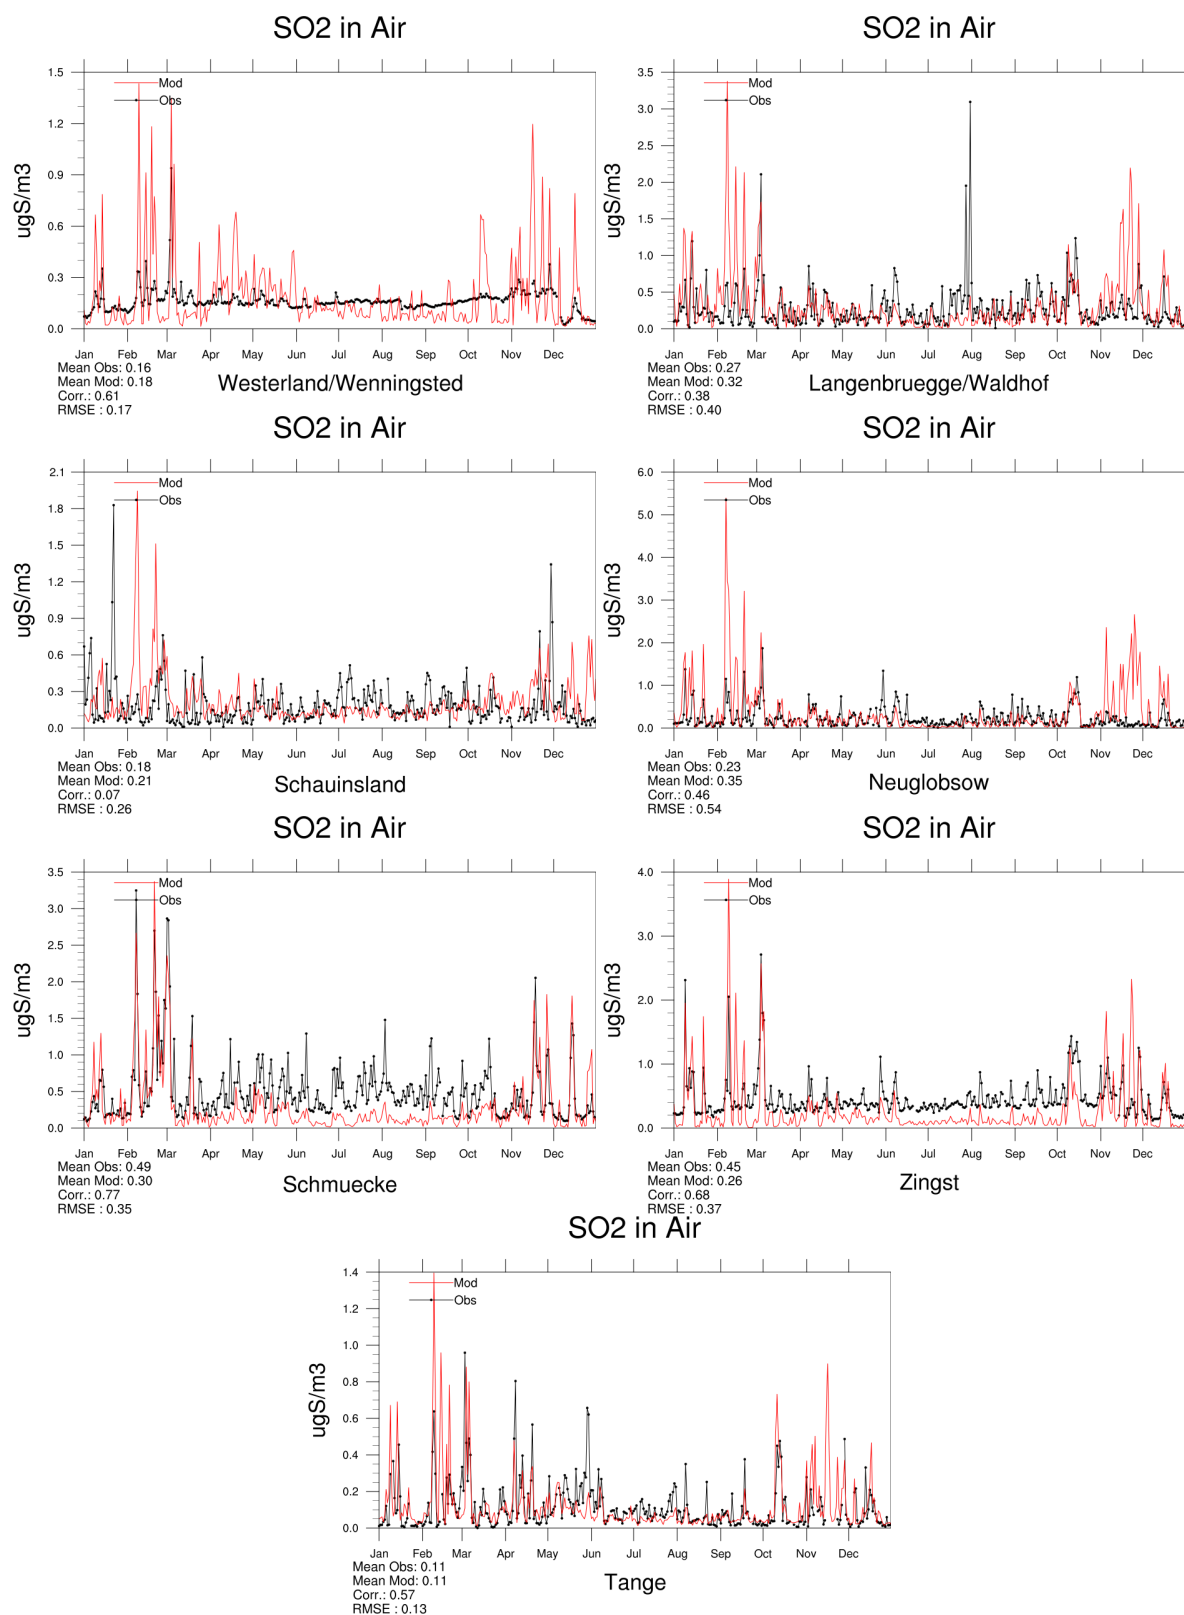 SO2 in Air
ugS/m3
1.5
1.2
0.9
0.6
0.3
0.0
Mod
Obs
Jan Feb Mar Apr May Jun Jul Aug Sep Oct Nov Dec
Mean Obs: 0.16
Mean Mod: 0.18
Corr.: 0.61
RMSE : 0.17
Westerland/Wenningsted
SO2 in Air
ugS/m3
3.5
3.0
2.5
2.0
1.5
1.0
0.5
0.0
Mod
Obs
Jan Feb Mar Apr May Jun Jul Aug Sep Oct Nov Dec
Mean Obs: 0.27
Mean Mod: 0.32
Corr.: 0.38
RMSE : 0.40
Langenbruegge/Waldhof
SO2 in Air
ugS/m3
2.1
1.8
1.5
1.2
0.9
0.6
0.3
0.0
Mod
Obs
Jan Feb Mar Apr May Jun Jul Aug Sep Oct Nov Dec
Mean Obs: 0.18
Mean Mod: 0.21
Corr.: 0.07
RMSE : 0.26
Schauinsland
SO2 in Air
ugS/m3
6.0
5.0
4.0
3.0
2.0
1.0
0.0
Mod
Obs
Jan Feb Mar Apr May Jun Jul Aug Sep Oct Nov Dec
Mean Obs: 0.23
Mean Mod: 0.35
Corr.: 0.46
RMSE : 0.54
Neuglobsow
SO2 in Air
ugS/m3
3.5
3.0
2.5
2.0
1.5
1.0
0.5
0.0
Mod
Obs
Jan Feb Mar Apr May Jun Jul Aug Sep Oct Nov Dec
Mean Obs: 0.49
Mean Mod: 0.30
Corr.: 0.77
RMSE : 0.35
Schmuecke
SO2 in Air
ugS/m3
4.0
3.0
2.0
1.0
0.0
Mod
Obs
Jan Feb Mar Apr May Jun Jul Aug Sep Oct Nov Dec
Mean Obs: 0.45
Mean Mod: 0.26
Corr.: 0.68
RMSE : 0.37
Zingst
SO2 in Air
ugS/m3
1.4
1.2
1.0
0.8
0.6
0.4
0.2
0.0
Mod
Obs
Jan Feb Mar Apr May Jun Jul Aug Sep Oct Nov Dec
Mean Obs: 0.11
Mean Mod: 0.11
Corr.: 0.57
RMSE : 0.13
Tange